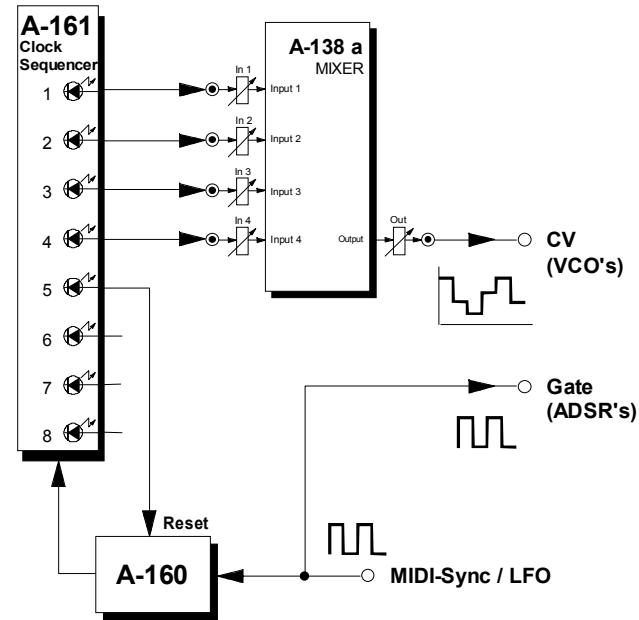 A-161
Clock
Sequencer
1
2
3
4
5
6
7
8
In 1
In 2
In 3
In 4
A-138 a
MIXER
Input 1
Input 2
Input 3
Input 4
Output
Out
CV
(VCO's)
Gate
(ADSR's)
Reset
A-160
MIDI-Sync / LFO